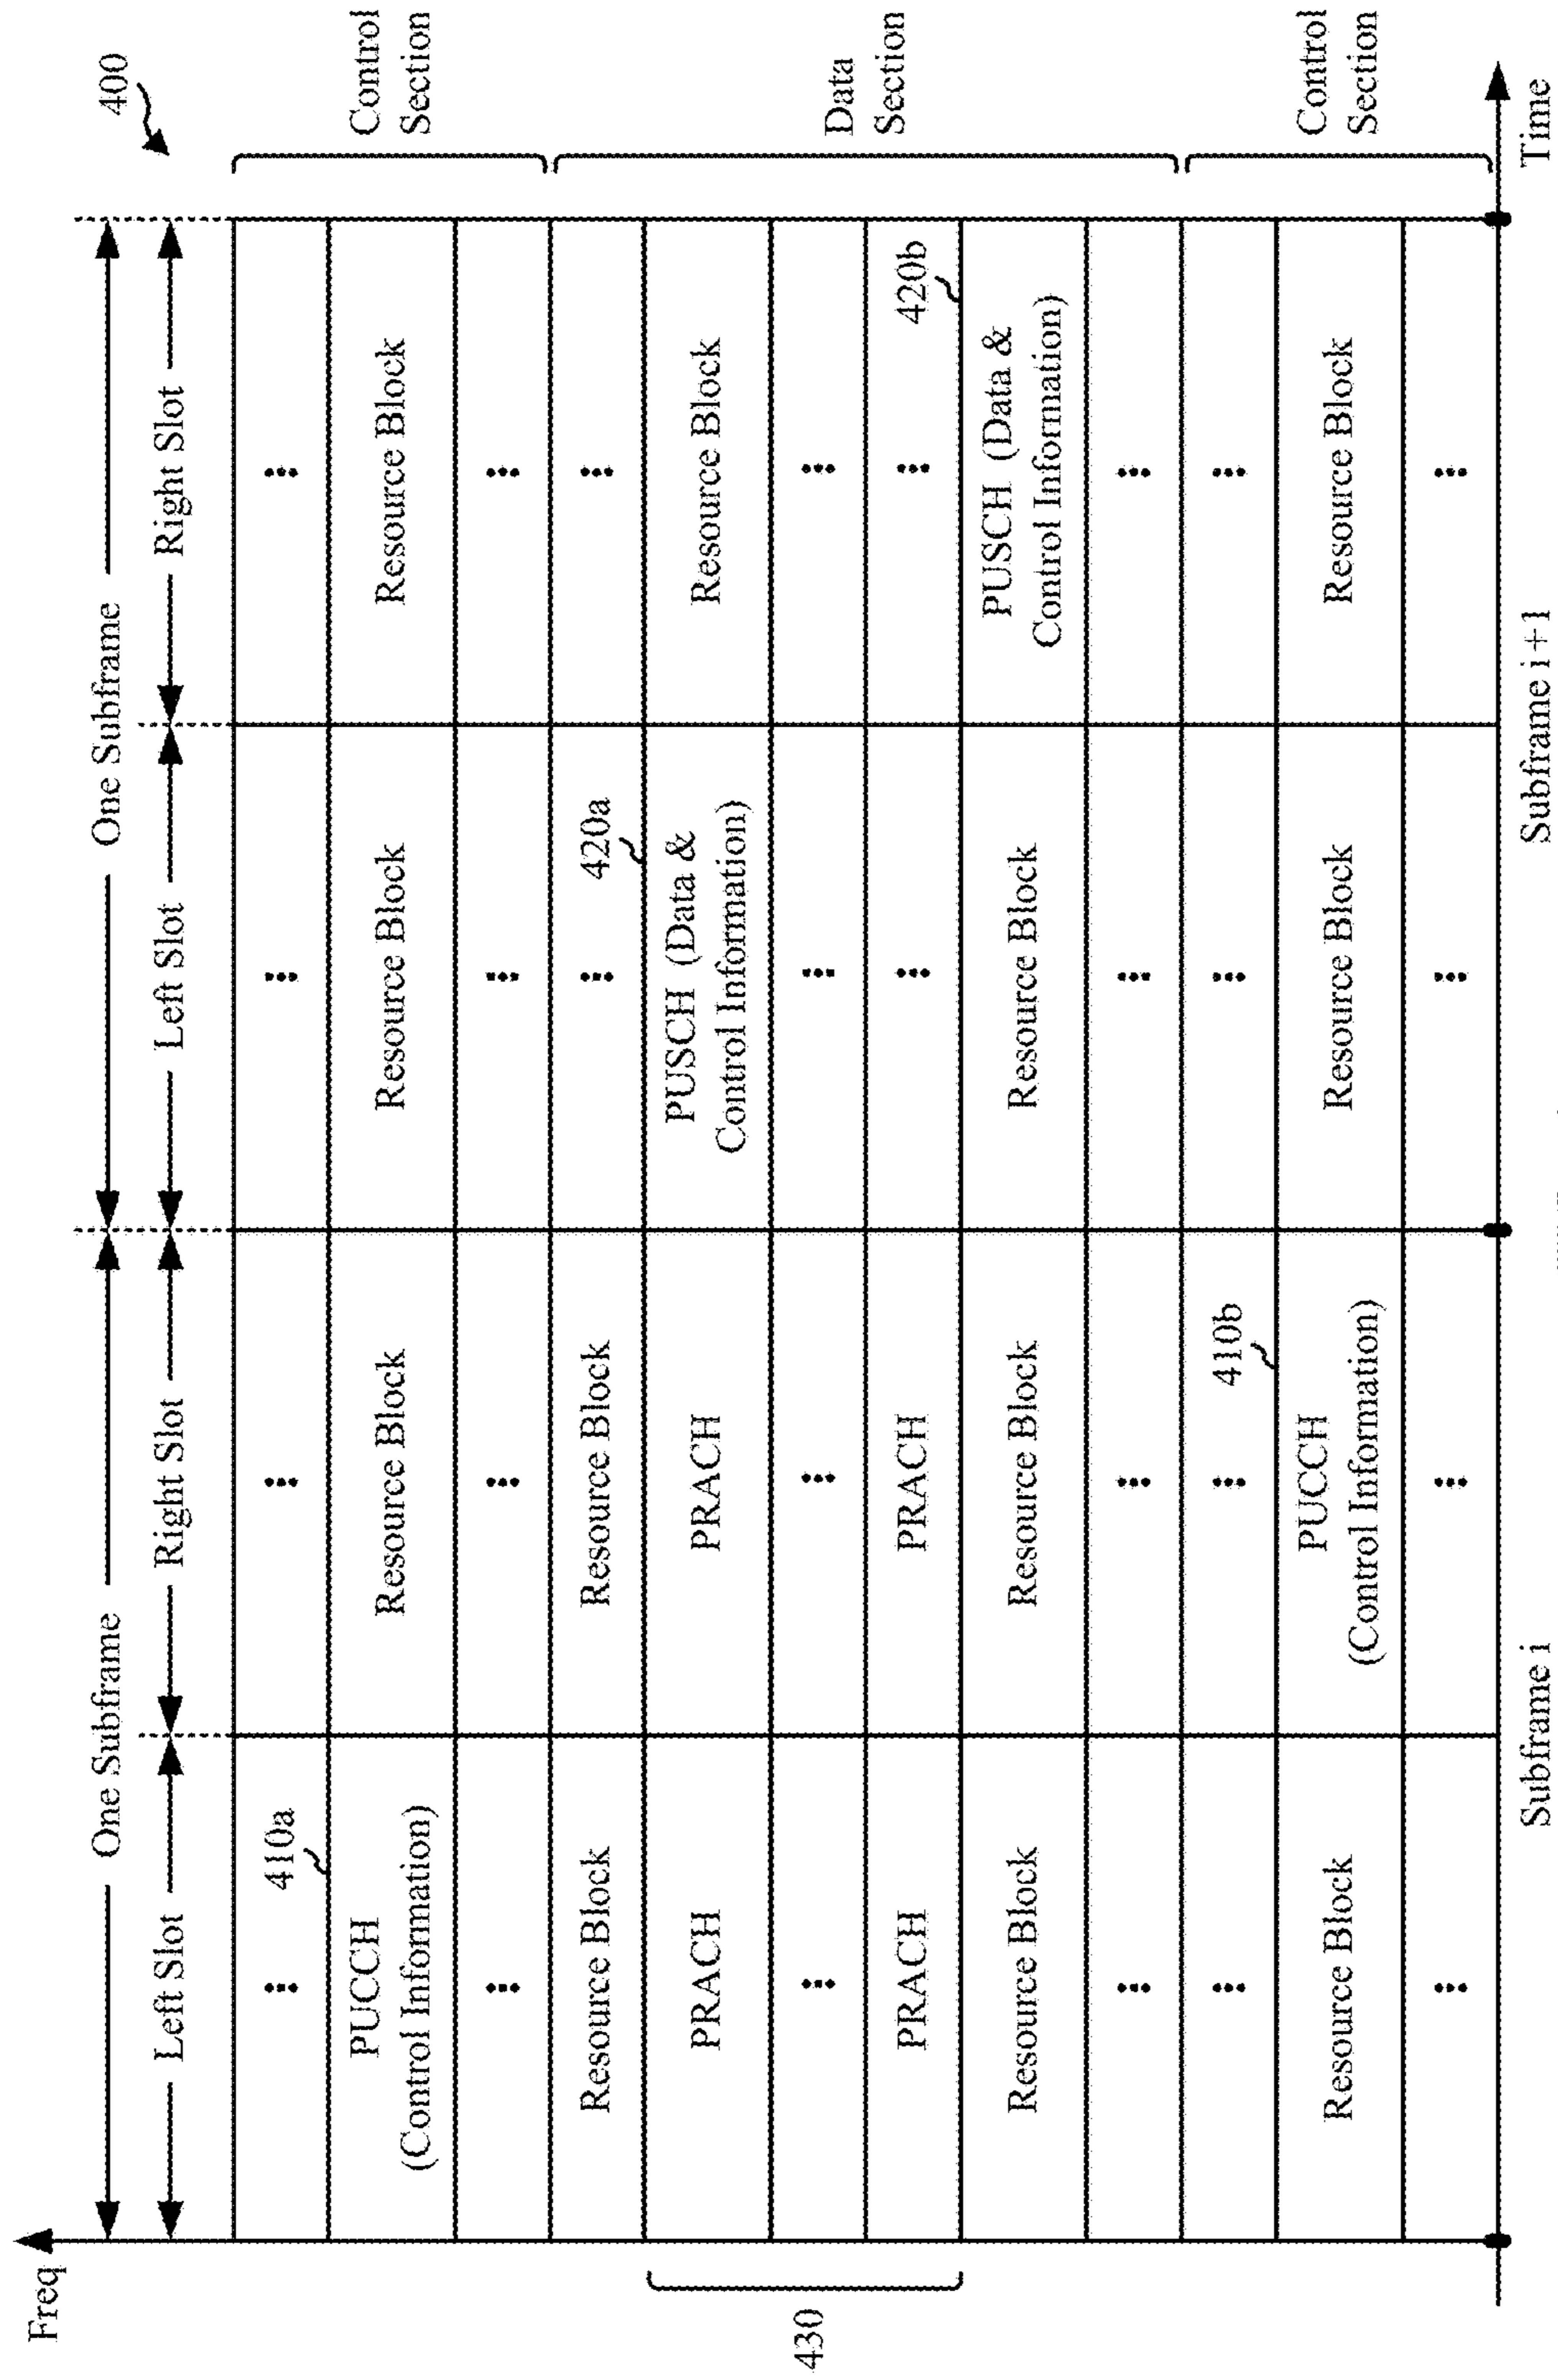 400
Freq
One Subframe
One Subframe
Left Slot
Right Slot
Left Slot
Right Slot
410a
PUCCH
(Control Information)
Resource Block
Resource Block
Resource Block
Control
Section
Resource Block
Resource Block
420a
430
PRACH
PRACH
PUSCH (Data &
Control Information)
Resource Block
PRACH
PRACH
420b
Data
Section
Resource Block
Resource Block
Resource Block
PUSCH (Data &
Control Information)
410b
Resource Block
PUCCH
(Control Information)
Resource Block
Resource Block
Control
Section
Subframe i
Subframe i+1
Time